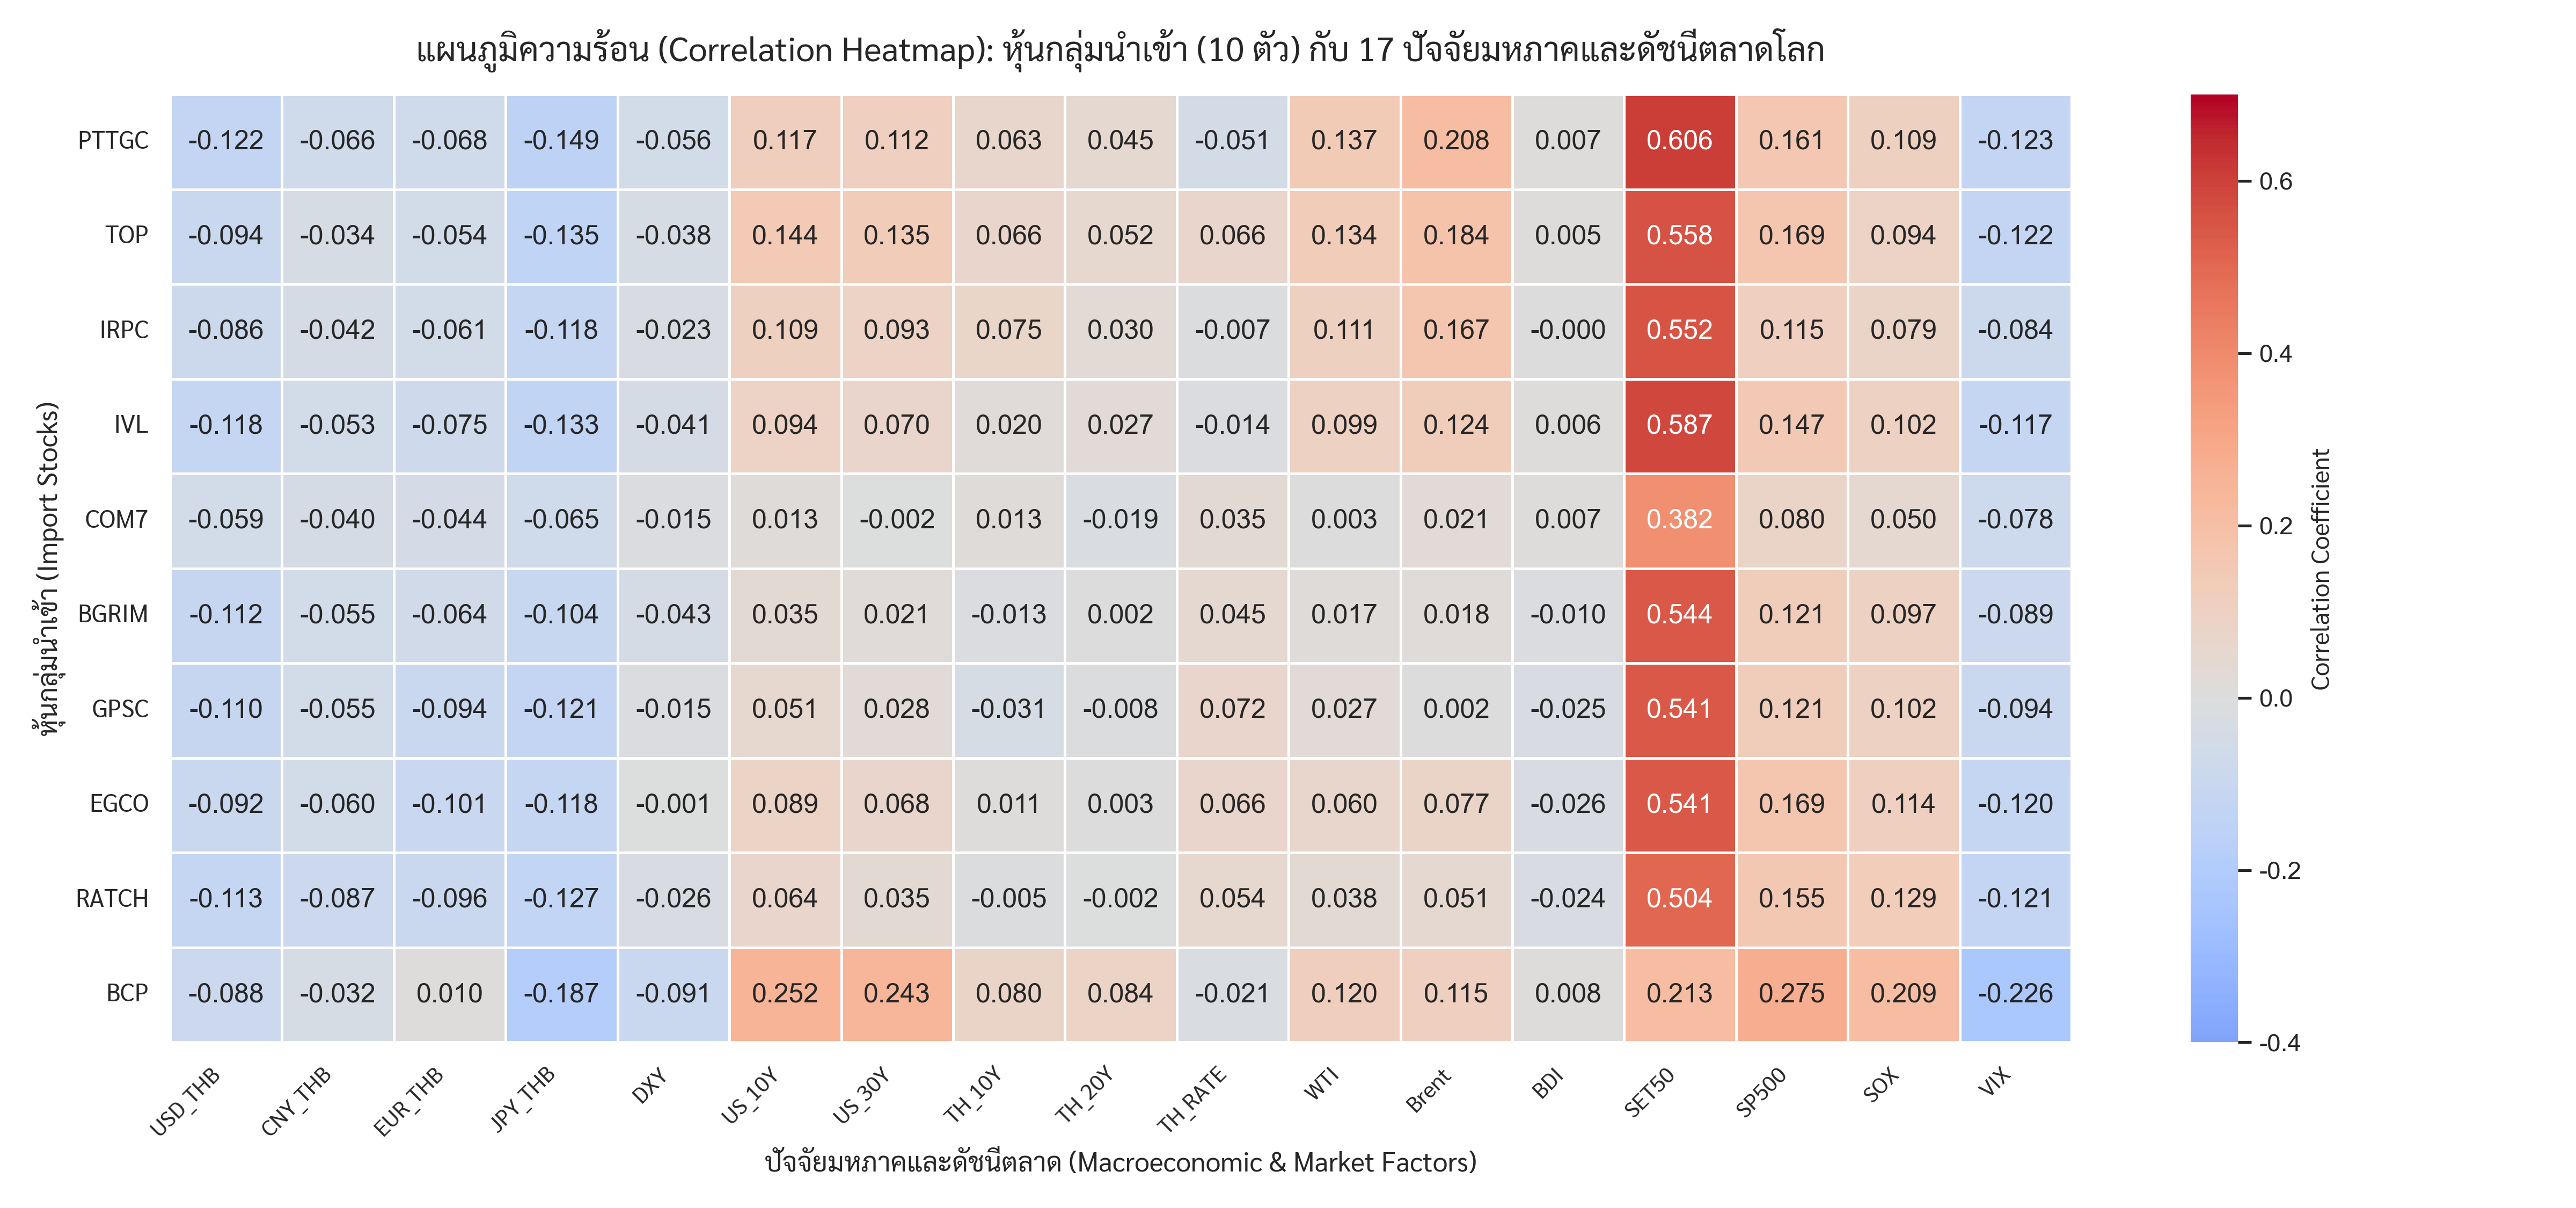 แผนภูมิความร้อน (Correlation Heatmap): หุ้นกลุ่มนำเข้า (10 ตัว) กับ 17 ปัจจัยมหภาคและดัชนีตลาดโลก
หุ้นกลุ่มนำเข้า (Import Stocks)
PTTGC -0.122 -0.066 -0.068 -0.149 -0.056 0.117 0.112 0.063 0.045 -0.051 0.137 0.208 0.007 0.606 0.161 0.109 -0.123
TOP -0.094 -0.034 -0.054 -0.135 -0.038 0.144 0.135 0.066 0.052 0.066 0.134 0.184 0.005 0.558 0.169 0.094 -0.122
IRPC -0.086 -0.042 -0.061 -0.118 -0.023 0.109 0.093 0.075 0.030 -0.007 0.111 0.167 -0.000 0.552 0.115 0.079 -0.084
IVL -0.118 -0.053 -0.075 -0.133 -0.041 0.094 0.070 0.020 0.027 -0.014 0.099 0.124 0.006 0.587 0.147 0.102 -0.117
COM7 -0.059 -0.040 -0.044 -0.065 -0.015 0.013 -0.002 0.013 -0.019 0.035 0.003 0.021 0.007 0.382 0.080 0.050 -0.078
BGRIM -0.112 -0.055 -0.064 -0.104 -0.043 0.035 0.021 -0.013 0.002 0.045 0.017 0.018 -0.010 0.544 0.121 0.097 -0.089
GPSC -0.110 -0.055 -0.094 -0.121 -0.015 0.051 0.028 -0.031 -0.008 0.072 0.027 0.002 -0.025 0.541 0.121 0.102 -0.094
EGCO -0.092 -0.060 -0.101 -0.118 -0.001 0.089 0.068 0.011 0.003 0.066 0.060 0.077 -0.026 0.541 0.169 0.114 -0.120
RATCH -0.113 -0.087 -0.096 -0.127 -0.026 0.064 0.035 -0.005 -0.002 0.054 0.038 0.051 -0.024 0.504 0.155 0.129 -0.121
BCP -0.088 -0.032 0.010 -0.187 -0.091 0.252 0.243 0.080 0.084 -0.021 0.120 0.115 0.008 0.213 0.275 0.209 -0.226
USD_THB CNY_THB EUR_THB JPY_THB DXY US_10Y US_30Y TH_10Y TH_20Y TH_RATE WTI Brent BDI SET50 SP500 SOX VIX
ปัจจัยมหภาคและดัชนีตลาด (Macroeconomic & Market Factors)
0.6
0.4
0.2
0.0
-0.2
-0.4
Correlation Coefficient